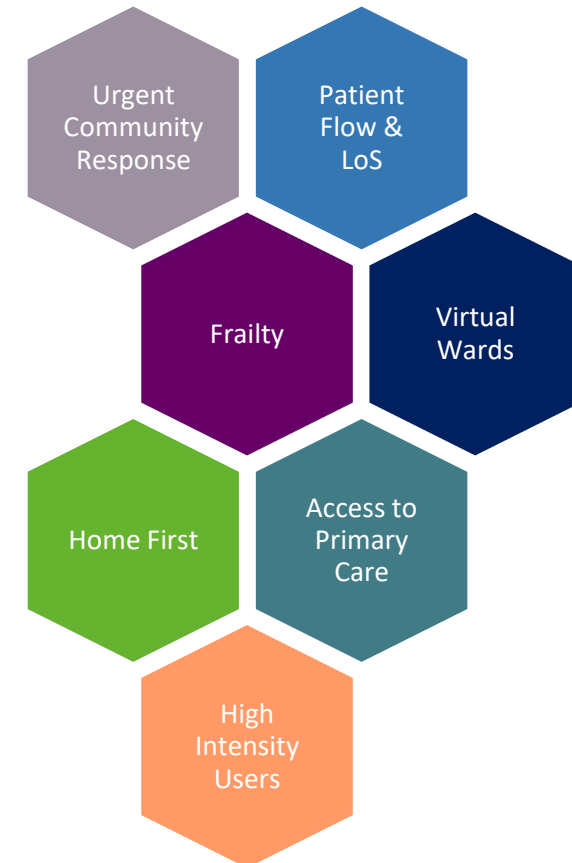 Urgent
Community
Response
Patient
Flow &
LoS
Frailty
Virtual
Wards
Home First
Access to
Primary
Care
High
Intensity
Users